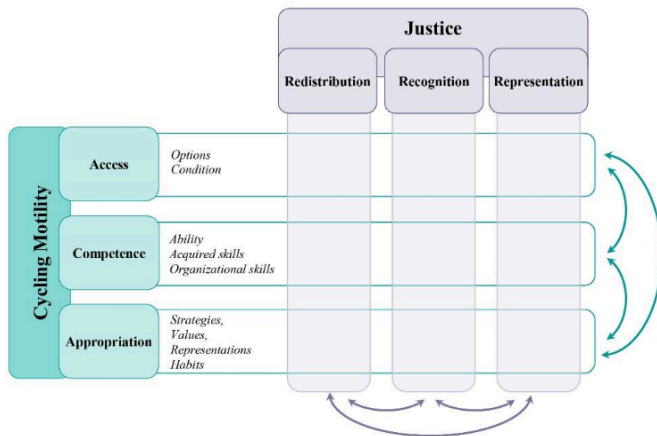 Justice
Redistribution
Recognition
Representation
Cycling Motility
Access
Options
Condition
Competence
Ability
Acquired skills
Organizational skills
Appropriation
Strategies,
Values,
Representations
Habits